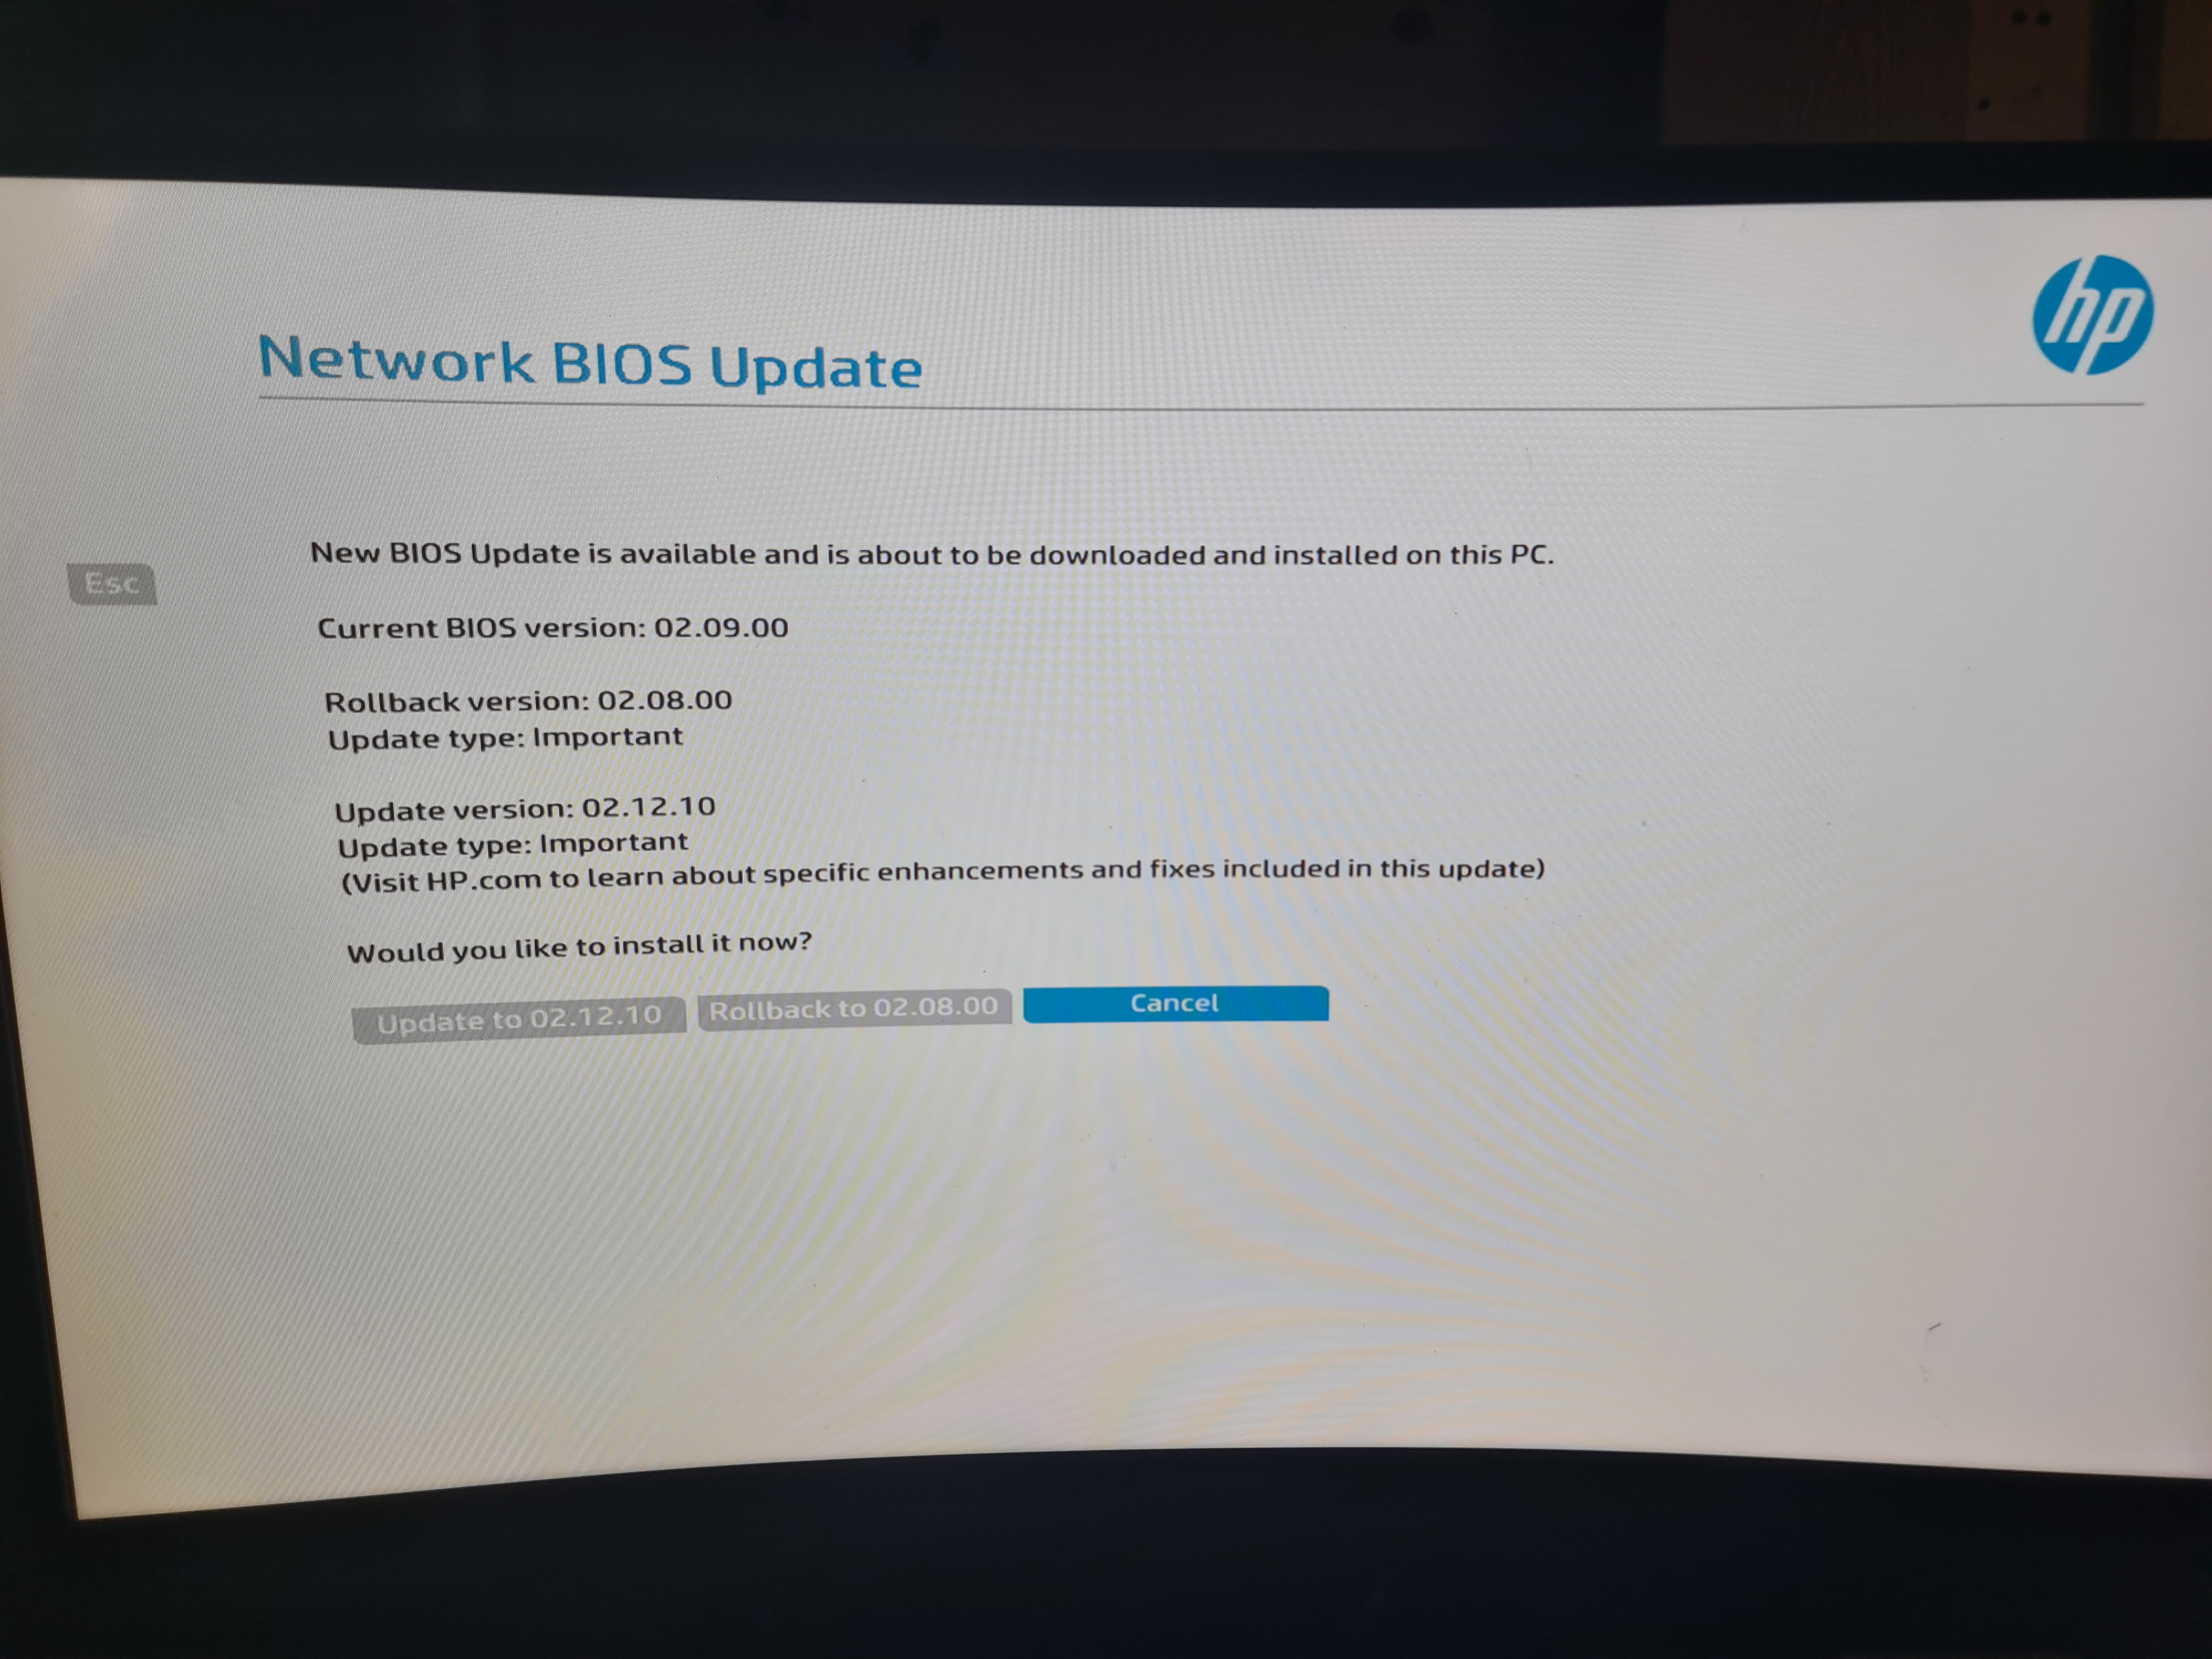 hp
Network BIOS Update
New BIOS Update is available and is about to be downloaded and installed on this PC.
Esc
Current BIOS version: 02.09.00
Rollback version: 02.08.00
Update type: Important
Update version: 02.12.10
Update type: Important
(Visit HP.com to learn about specific enhancements and fixes included in this update)
Would you like to install it now?
Update to 02.12.10 Rollback to 02.08.00 Cancel